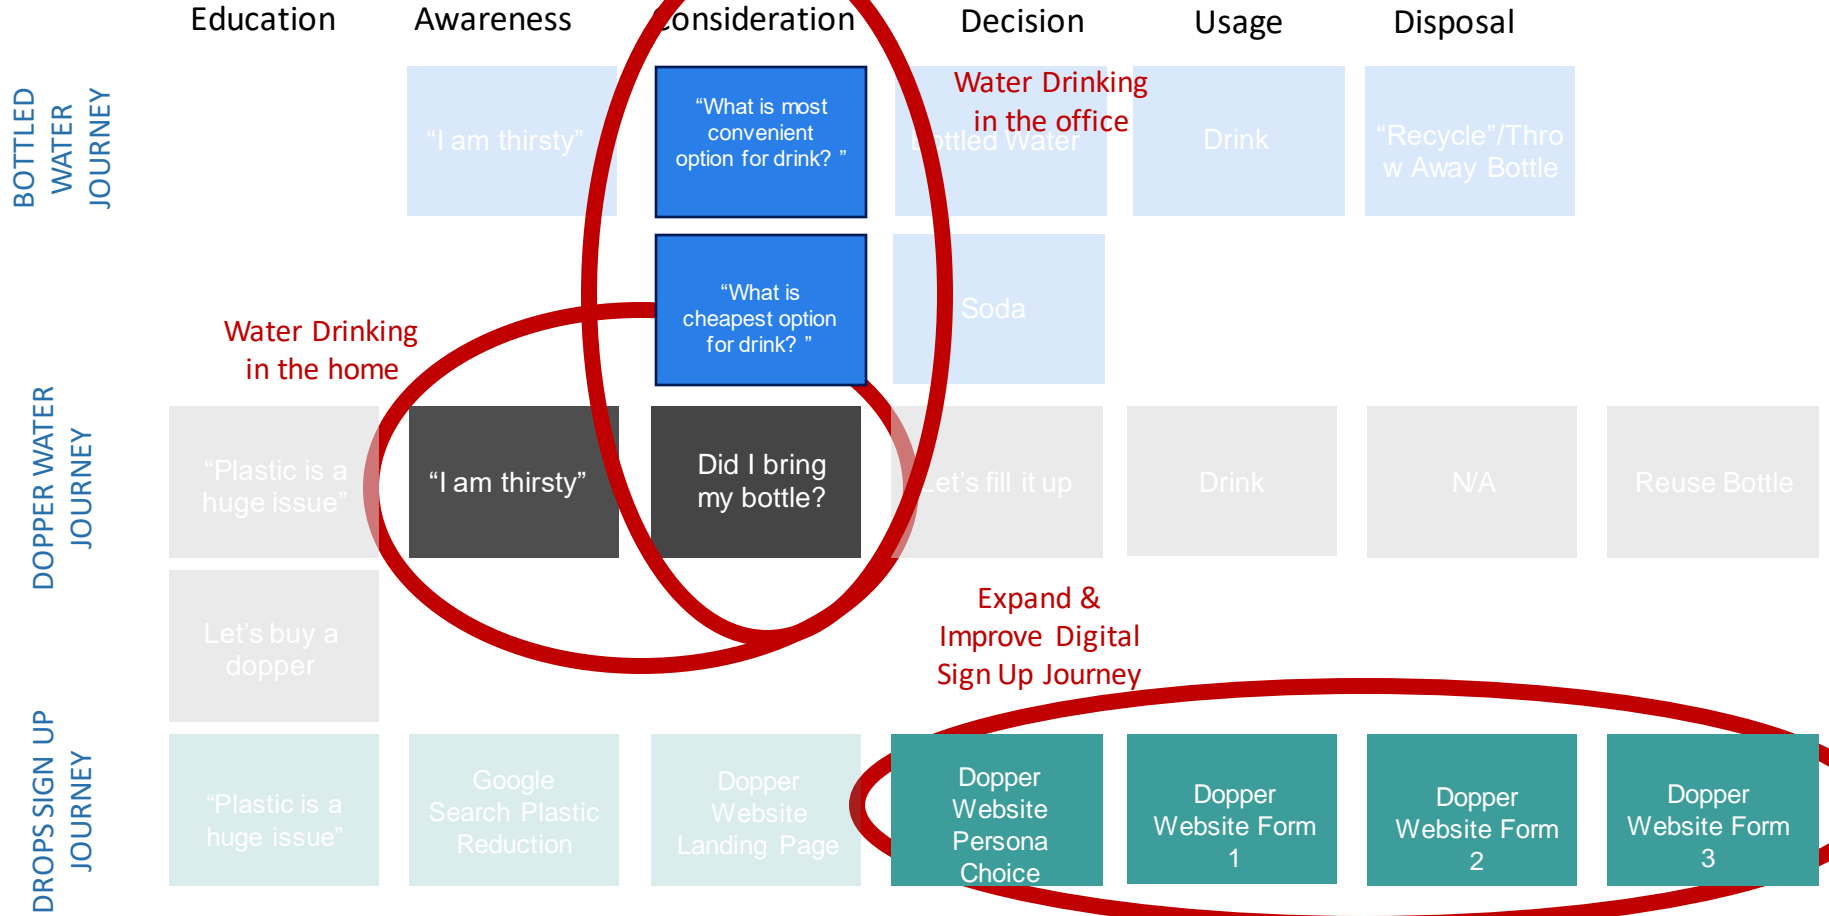 Education
Awareness
Consideration
Decision
Usage
Disposal
BOTTLED
WATER
JOURNEY
“I am thirsty”
“What is most
convenient
option for drink? ”
Water Drinking
in the office
Bottled Water
Drink
“Recycle”/Thro
w Away Bottle
“What is
cheapest option
for drink? ”
Soda
Water Drinking
in the home
DOPPER WATER
JOURNEY
“Plastic is a
huge issue”
“I am thirsty”
Did I bring
my bottle?
Let’s fill it up
Drink
N/A
Reuse Bottle
Let’s buy a
dopper
Expand &
Improve Digital
Sign Up Journey
DROPS SIGN UP
JOURNEY
“Plastic is a
huge issue”
Google
Search Plastic
Reduction
Dopper
Website
Landing Page
Dopper
Website
Persona
Choice
Dopper
Website Form
1
Dopper
Website Form
2
Dopper
Website Form
3